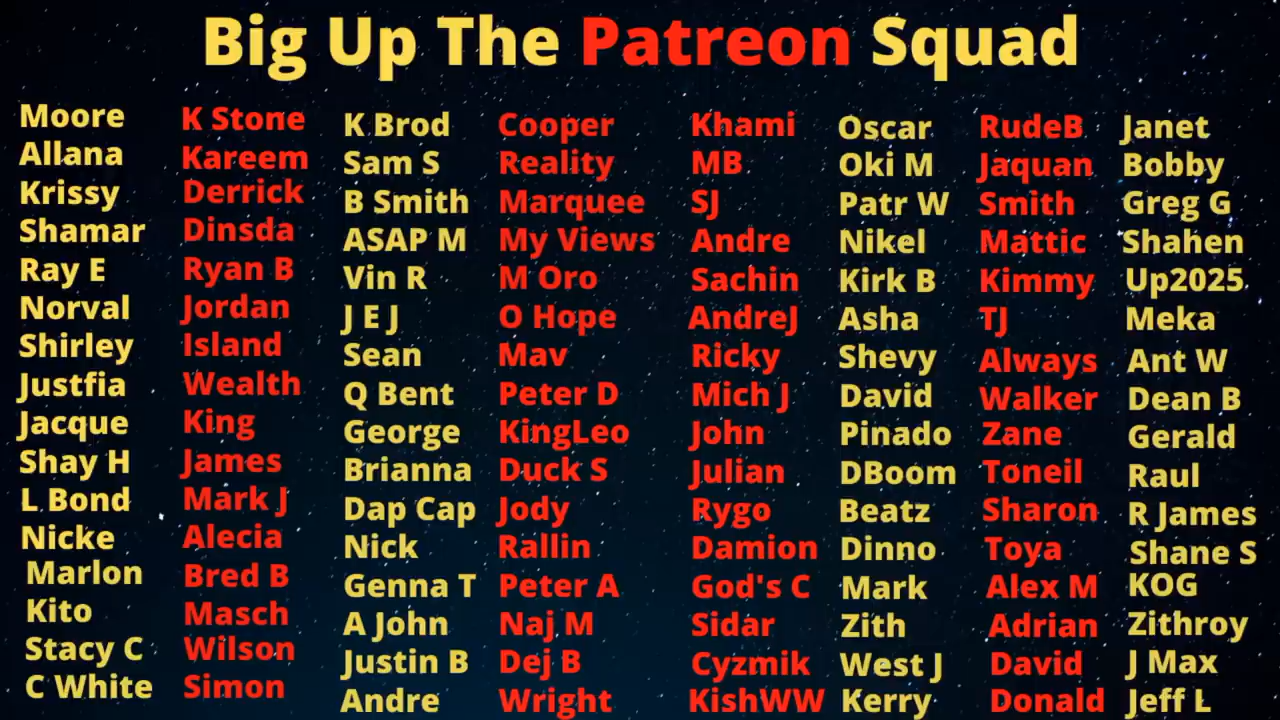 Big Up The Patreon Squad
Moore
Allana
Krissy
Shamar
Ray E
Norval
Shirley
Justfia
Jacque
Shay H
L Bond
Nicke
Marlon
Kito
Stacy C
C White
K Stone
Kareem
Derrick
Dinsda
Ryan B
Jordan
Island
Wealth
King
James
Mark J
Alecia
Bred B
Masch
Wilson
Simon
K Brod
Sam S
B Smith
ASAP M
Vin R
J E J
Sean
Q Bent
George
Brianna
Dap Cap
Nick
Genna T
A John
Justin B
Andre
Cooper
Reality
Marquee
My Views
M Oro
O Hope
Mav
Peter D
KingLeo
Duck S
Jody
Rallin
Peter A
Naj M
Dej B
Wright
Khami
MB
SJ
Andre
Sachin
AndreJ
Ricky
Mich J
John
Julian
Rygo
Damion
God's C
Sidar
Cyzmik
KishWW
Oscar
Oki M
Patr W
Nikel
Kirk B
Asha
Shevy
David
Pinado
DBoom
Beatz
Dinno
Mark
Zith
West J
Kerry
RudeB
Jaquan
Smith
Mattic
Kimmy
TJ
Always
Walker
Zane
Toneil
Sharon
Toya
Alex M
Adrian
David
Donald
Janet
Bobby
Greg G
Shahen
Up2025
Meka
Ant W
Dean B
Gerald
Raul
R James
Shane S
KOG
Zithroy
J Max
Jeff L